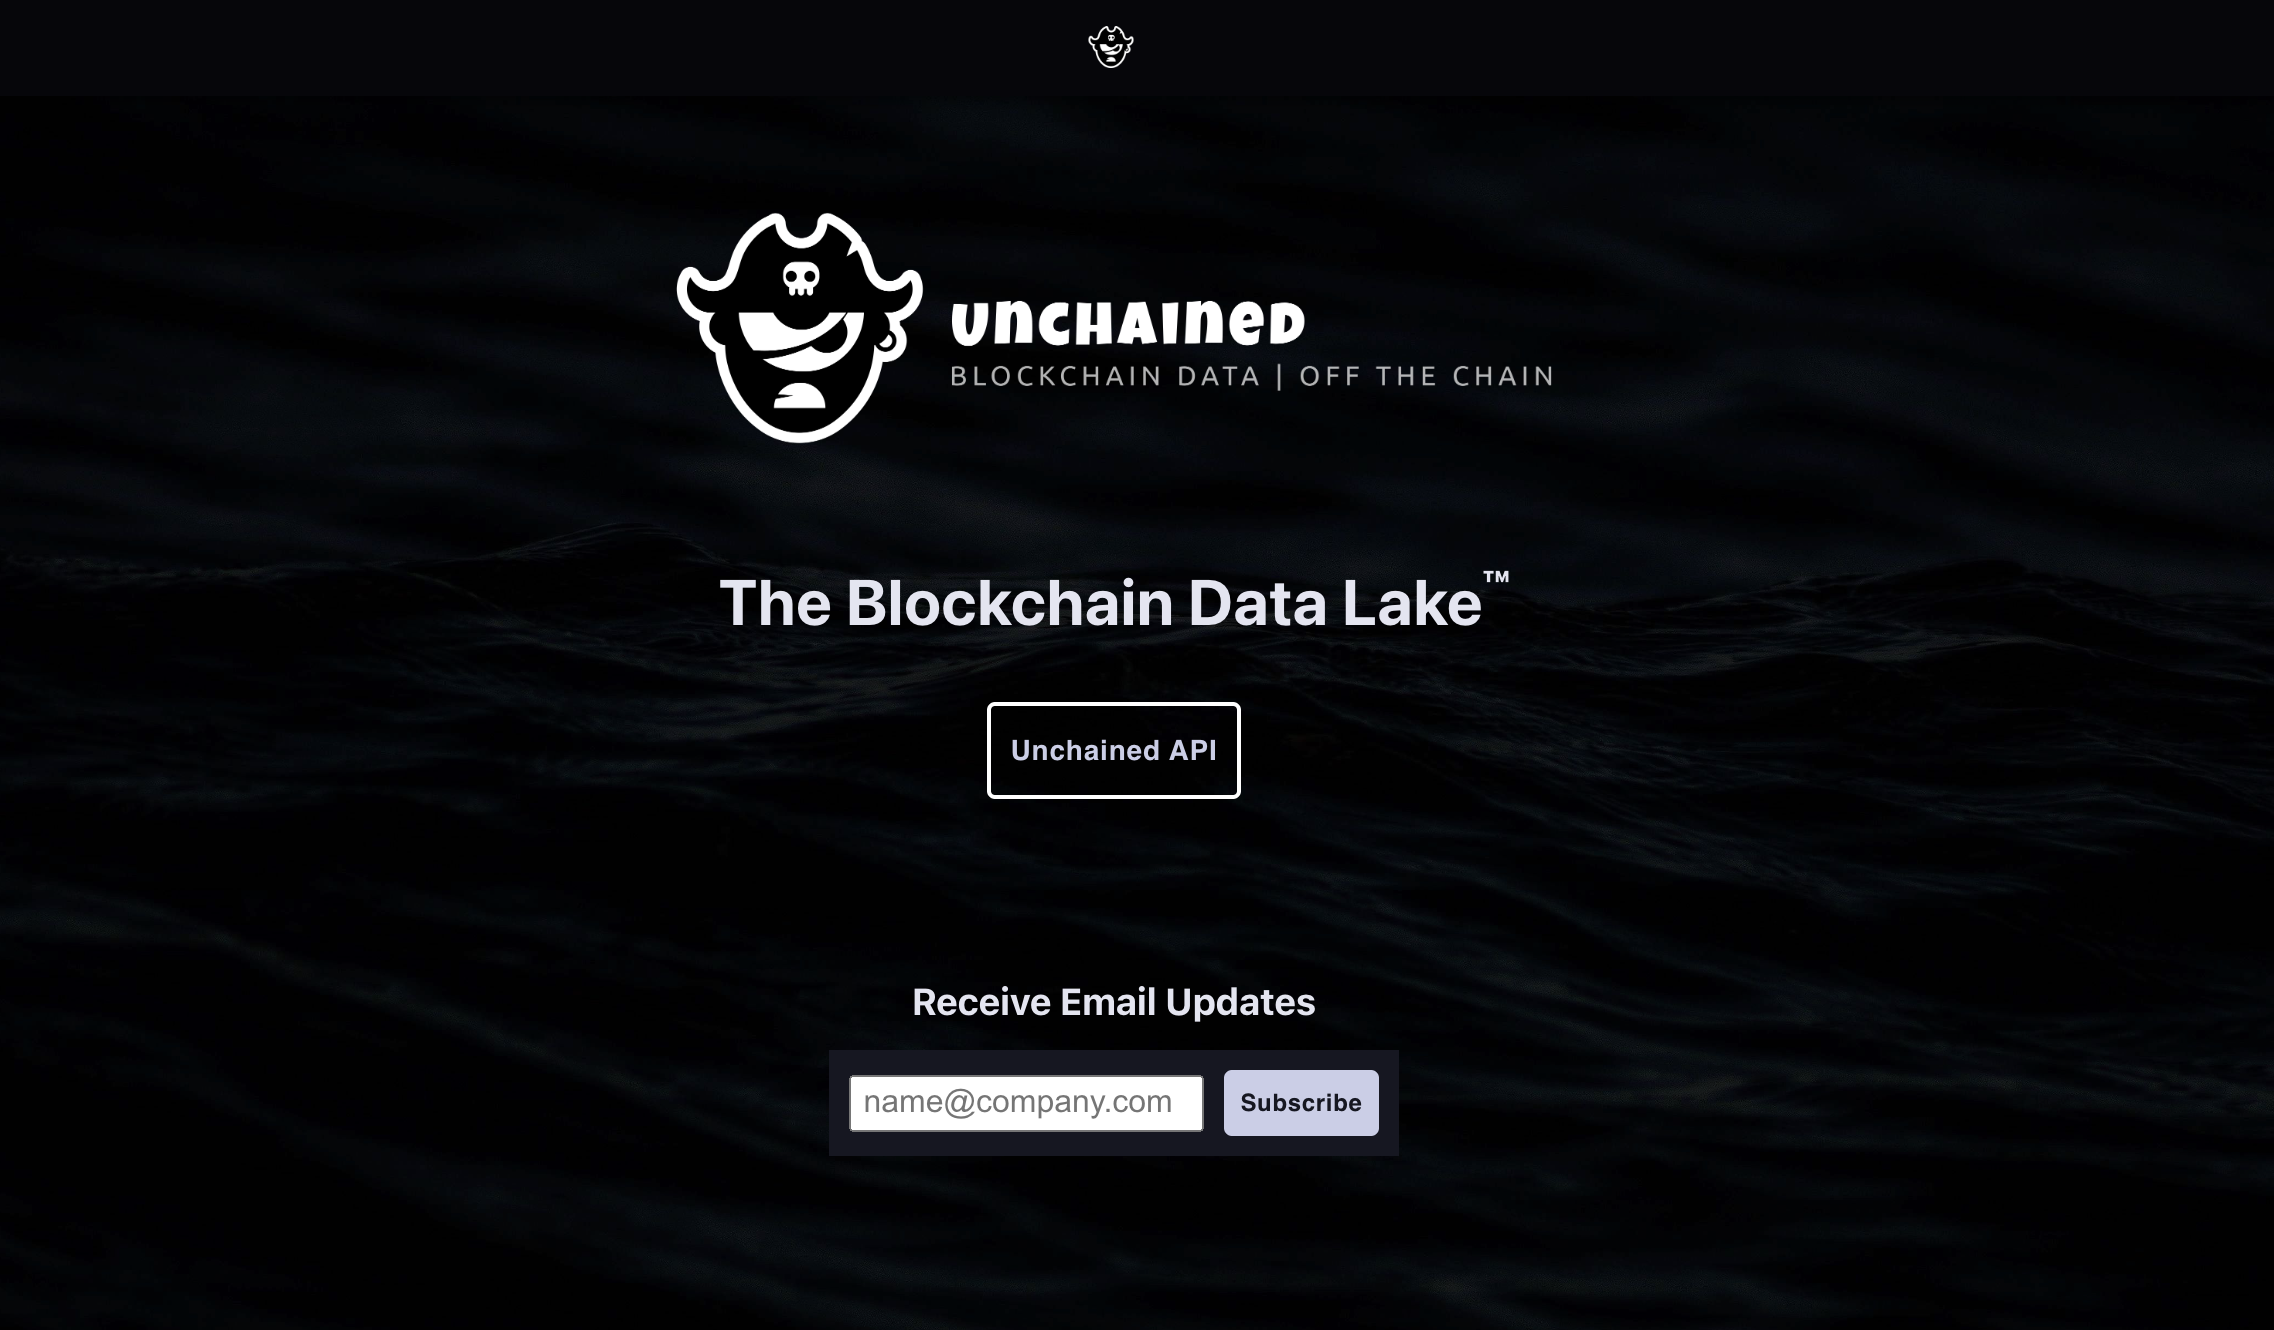 UNCHAINED
BLOCKCHAIN DATA | OFF THE CHAIN
The Blockchain Data Lake™
Unchained API
Receive Email Updates
name@company.com
Subscribe